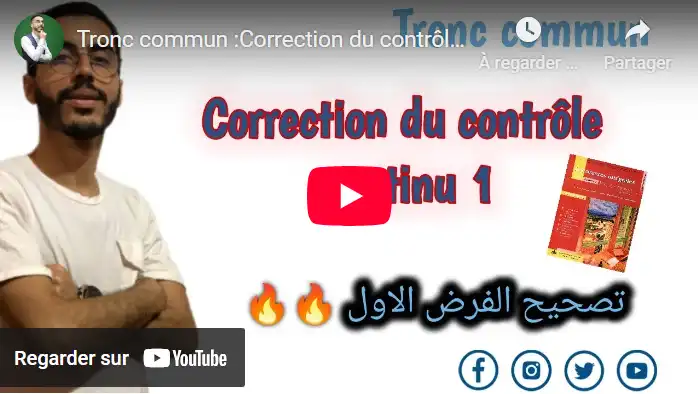 Tronc commun :Correction du contrôl...
Tronc commun
À regarder ...
Partager
Correction du contrôle
tinu 1
تصحيح الفرض الاول 🔥🔥
Regarder sur YouTube